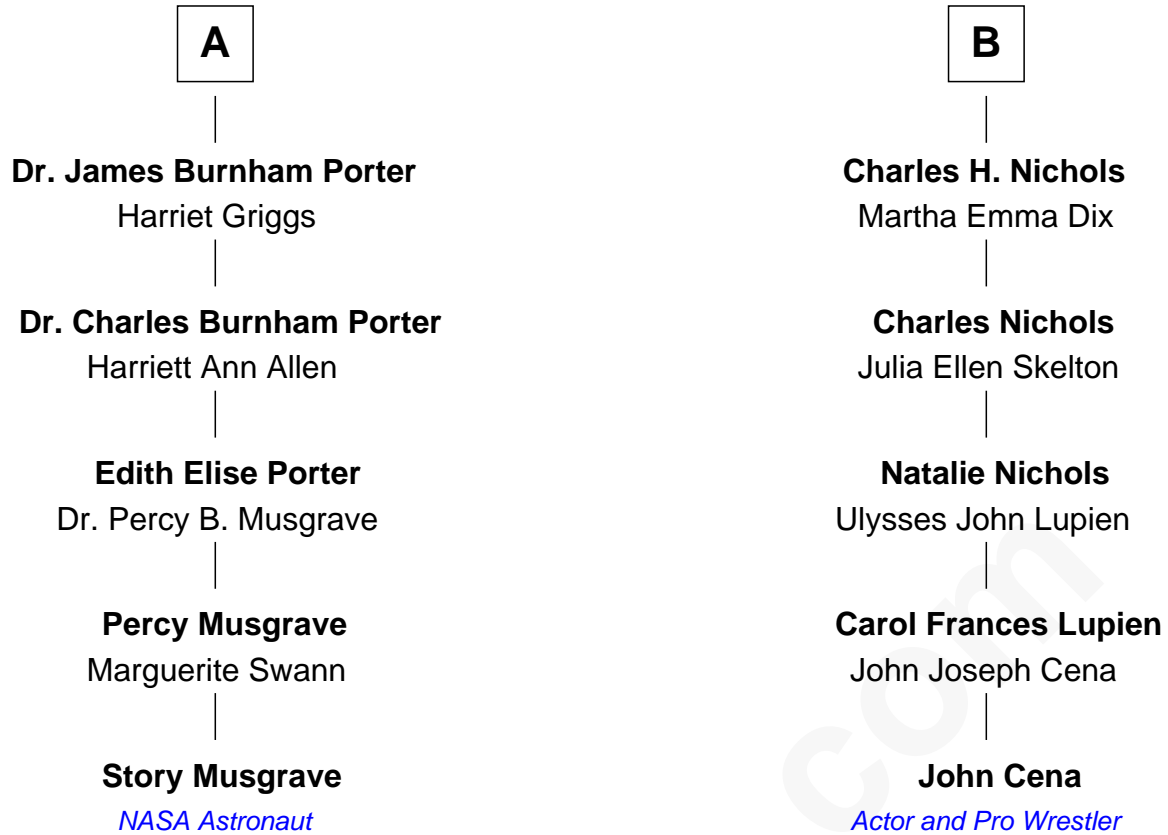 A
Dr. James Burnham Porter
Harriet Griggs
Dr. Charles Burnham Porter
Harriett Ann Allen
Edith Elise Porter
Dr. Percy B. Musgrave
Percy Musgrave
Marguerite Swann
Story Musgrave
NASA Astronaut
B
Charles H. Nichols
Martha Emma Dix
Charles Nichols
Julia Ellen Skelton
Natalie Nichols
Ulysses John Lupien
Carol Frances Lupien
John Joseph Cena
John Cena
Actor and Pro Wrestler
com